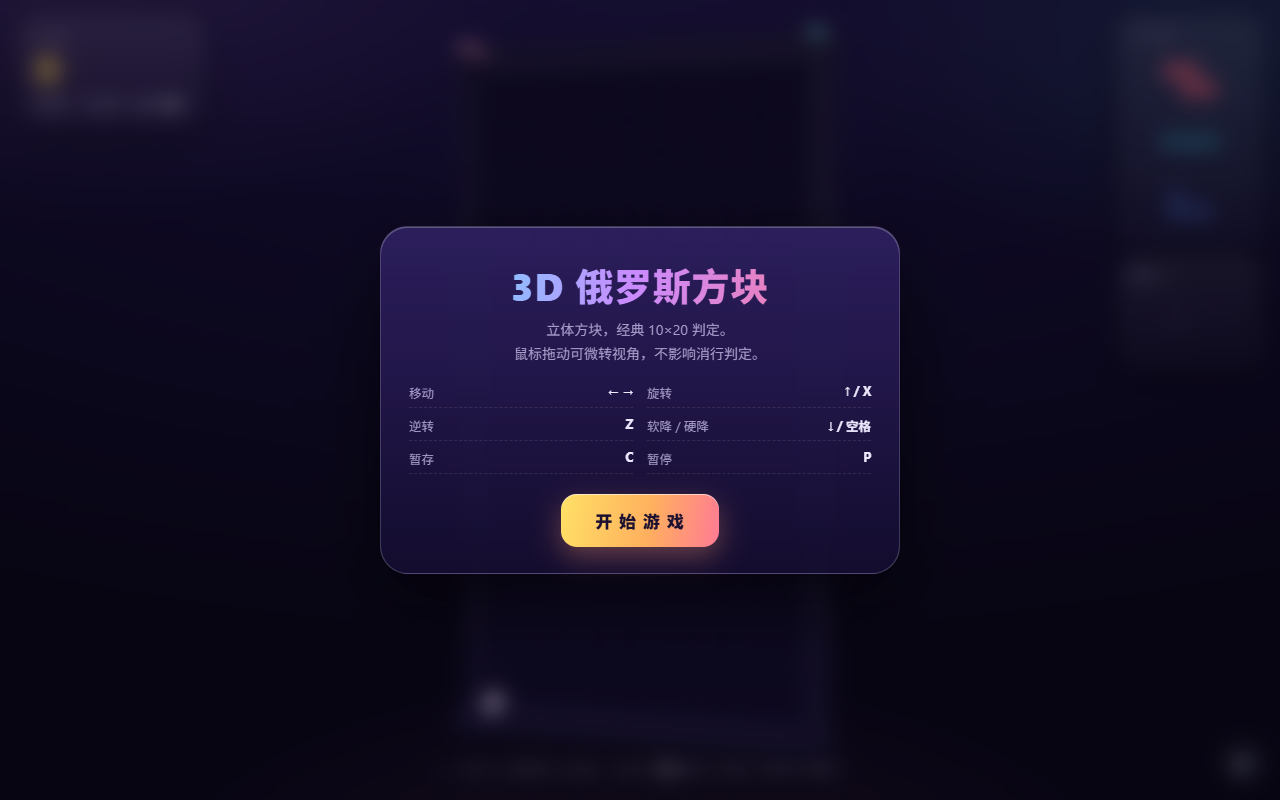 3D 俄罗斯方块
立体方块，经典 10×20 判定。
鼠标拖动可微转视角，不影响消行判定。
移动 ← → 旋转 ↑ / X
逆转 Z 软降 / 硬降 ↓ / 空格
暂存 C 暂停 P
开始游戏